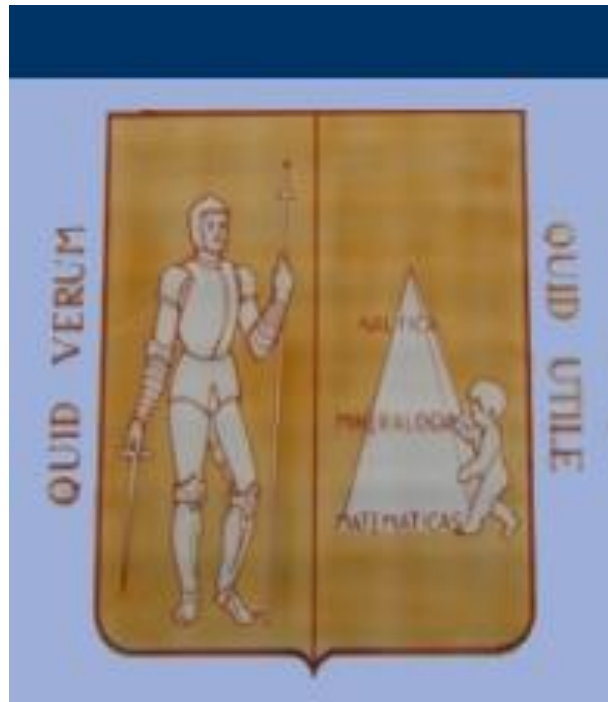 QUID VERUM
QUID UTILE
NAUTICA
MINERALOGIA
MATEMATICAS